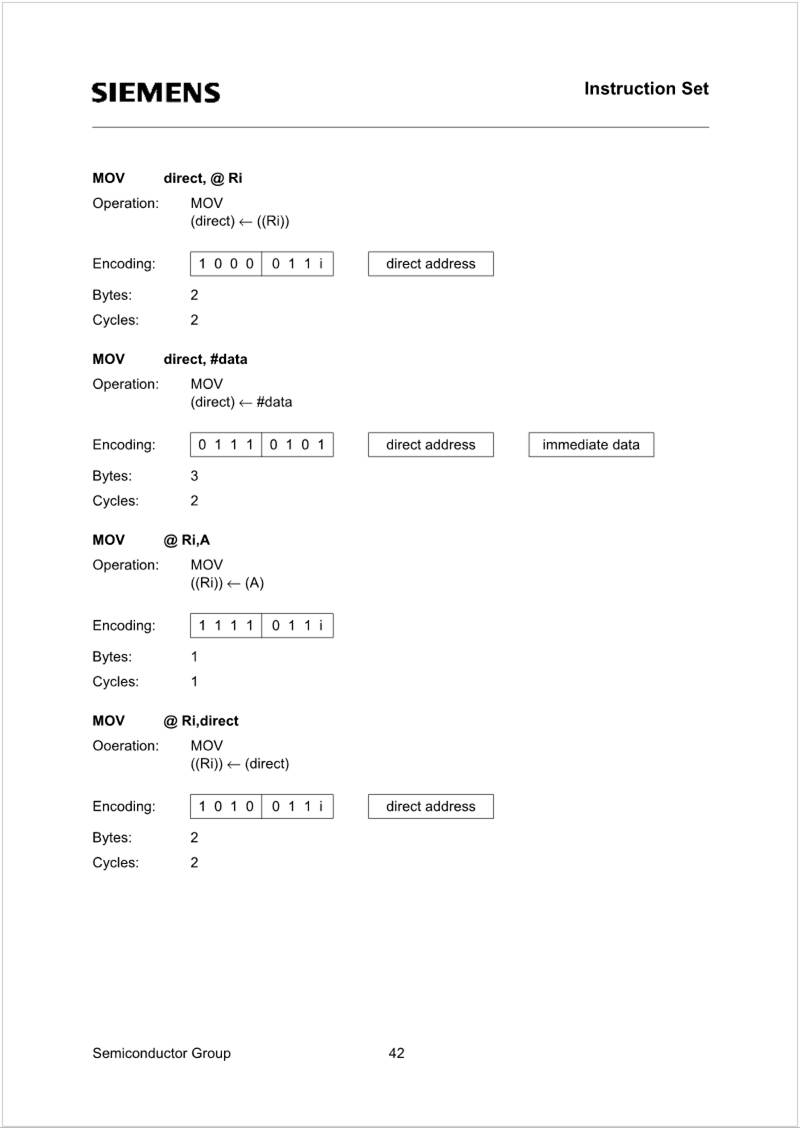 SIEMENS
Instruction Set
MOV direct, @ Ri
Operation: MOV
(direct) ← ((Ri))
Encoding: 1 0 0 0 0 1 1 i direct address
Bytes: 2
Cycles: 2
MOV direct, #data
Operation: MOV
(direct) ← #data
Encoding: 0 1 1 1 0 1 0 1 direct address immediate data
Bytes: 3
Cycles: 2
MOV @ Ri,A
Operation: MOV
((Ri)) ← (A)
Encoding: 1 1 1 1 0 1 1 i
Bytes: 1
Cycles: 1
MOV @ Ri,direct
Ooeration: MOV
((Ri)) ← (direct)
Encoding: 1 0 1 0 0 1 1 i direct address
Bytes: 2
Cycles: 2
Semiconductor Group 42